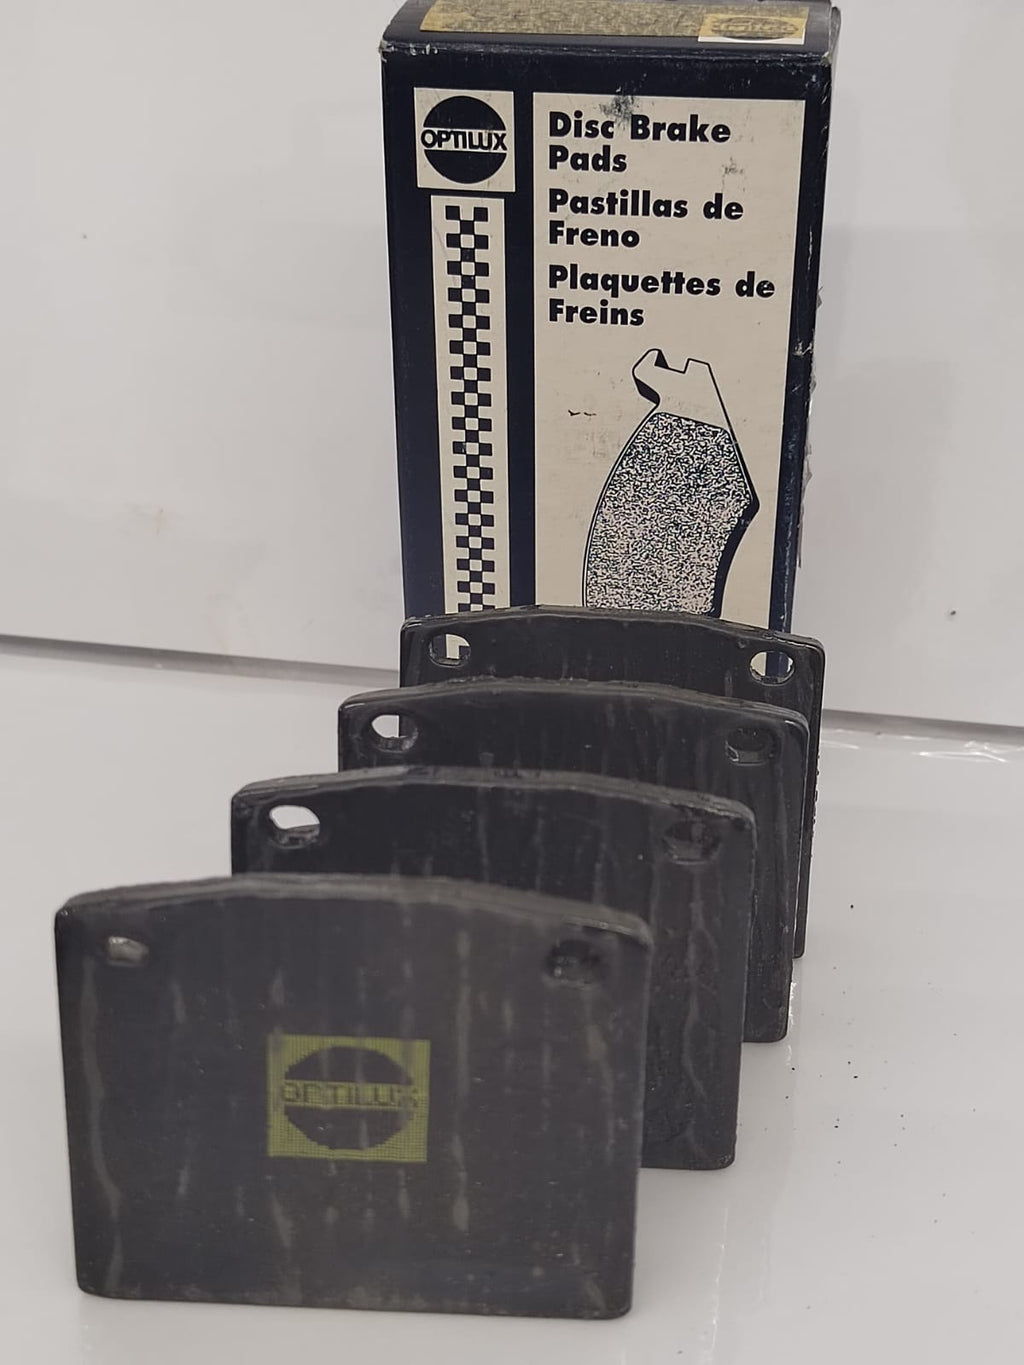 OPTILUX
Disc Brake
Pads
Pastillas de
Freno
Plaquettes de
Freins
OPTILUX